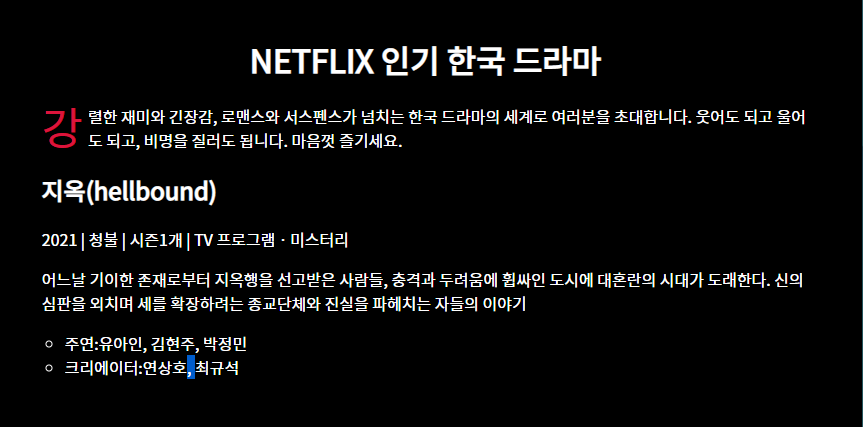 NETFLIX 인기 한국 드라마
강렬한 재미와 긴장감, 로맨스와 서스펜스가 넘치는 한국 드라마의 세계로 여러분을 초대합니다. 웃어도 되고 울어
도 되고, 비명을 질러도 됩니다. 마음껏 즐기세요.
지옥(hellbound)
2021 | 청불 | 시즌1개 | TV 프로그램 · 미스터리
어느날 기이한 존재로부터 지옥행을 선고받은 사람들, 충격과 두려움에 휩싸인 도시에 대혼란의 시대가 도래한다. 신의
심판을 외치며 세를 확장하려는 종교단체와 진실을 파헤치는 자들의 이야기
주연:유아인, 김현주, 박정민
크리에이터:연상호, 최규석